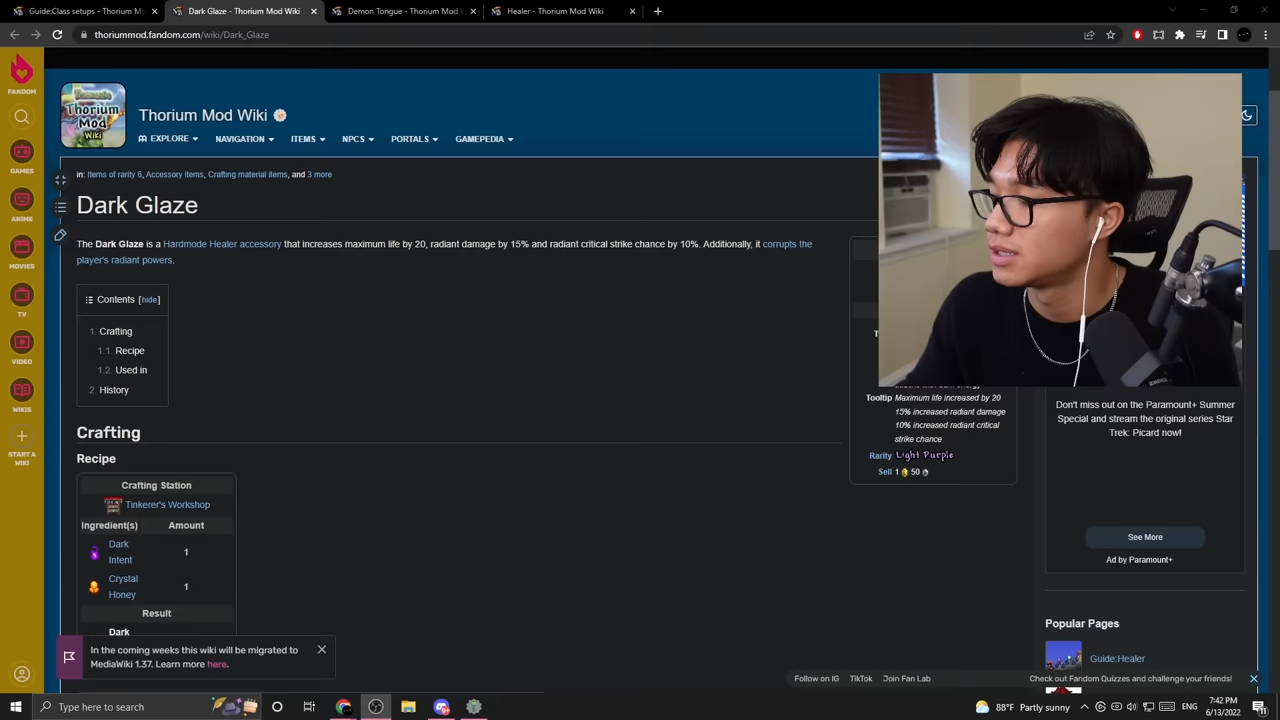 Guide:Class setups - Thorium M
Dark Glaze - Thorium Mod Wiki
Demon Tongue - Thorium Mod
Healer - Thorium Mod Wiki
thoriummod.fandom.com/wiki/Dark_Glaze
FANDOM
GAMES
ANIME
MOVIES
TV
VIDEO
WIKIS
START A
WIKI
Thorium
Mod
Wiki
Thorium Mod Wiki
EXPLORE
NAVIGATION
ITEMS
NPCS
PORTALS
GAMEPEDIA
in: Items of rarity 6, Accessory items, Crafting material items, and 3 more
Dark Glaze
The Dark Glaze is a Hardmode Healer accessory that increases maximum life by 20, radiant damage by 15% and radiant critical strike chance by 10%. Additionally, it corrupts the
player's radiant powers.
Contents [hide]
1. Crafting
1.1. Recipe
1.2. Used in
2. History
Crafting
Recipe
Crafting Station
Tinkerer's Workshop
Ingredient(s) Amount
Dark
Intent
1
Crystal
Honey
1
Result
Dark
Tooltip Maximum life increased by 20
15% increased radiant damage
10% increased radiant critical
strike chance
Rarity Light Purple
Sell 1 50
Don't miss out on the Paramount+ Summer
Special and stream the original series Star
Trek: Picard now!
See More
Ad by Paramount+
Popular Pages
Guide:Healer
In the coming weeks this wiki will be migrated to
MediaWiki 1.37. Learn more here.
Follow on IG TikTok Join Fan Lab
Check out Fandom Quizzes and challenge your friends!
Type here to search
88°F Partly sunny
7:42 PM
6/13/2022